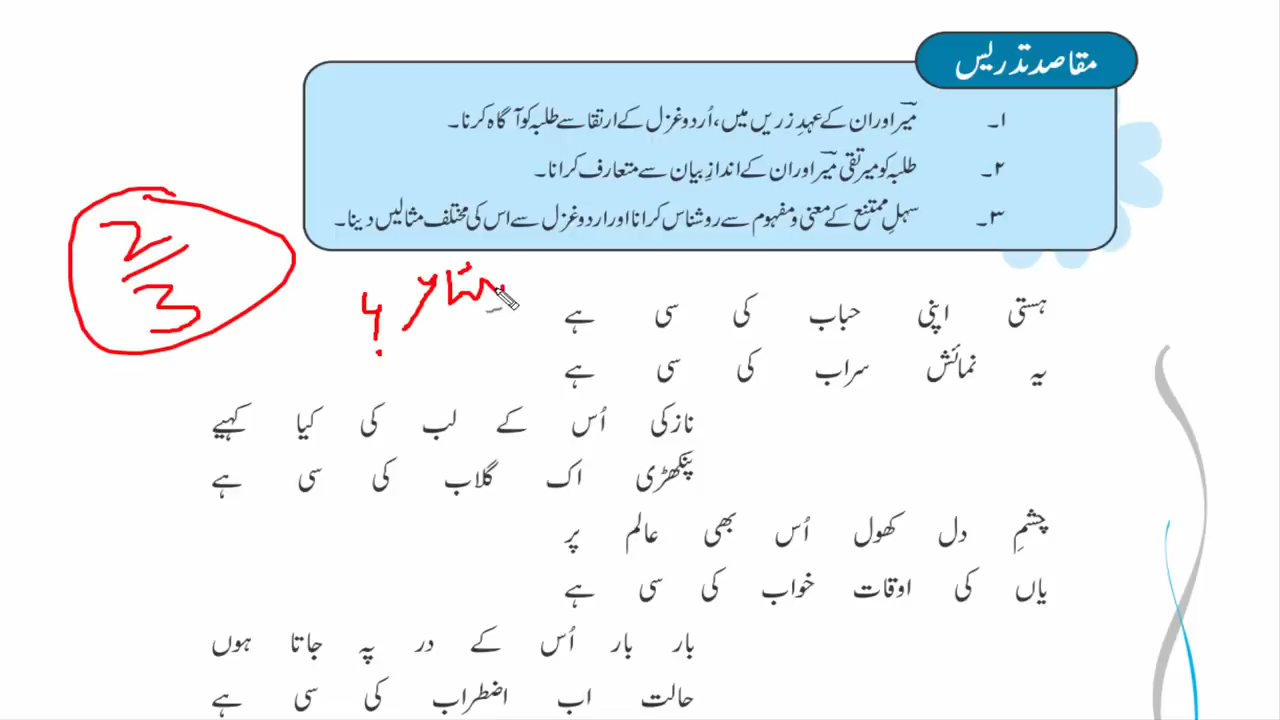 مقاصد تدریس
۱۔ میرؔ اور ان کے عہدِ زریں میں، اُردو غزل کے ارتقا سے طلبہ کو آگاہ کرنا۔
۲۔ طلبہ کو میر تقی میرؔ اور ان کے اندازِ بیان سے متعارف کرانا۔
۳۔ سہلِ ممتنع کے معنی و مفہوم سے روشناس کرانا اور اردو غزل سے اس کی مختلف مثالیں دینا۔
2
3
ہستی اپنی حباب کی سی ہے
یہ نمائش سراب کی سی ہے
نازکی اُس کے لب کی کیا کہیے
پنکھڑی اک گلاب کی سی ہے
چشمِ دل کھول اُس بھی عالم پر
یاں کی اوقات خواب کی سی ہے
بار بار اُس کے در پہ جاتا ہوں
حالت اب اضطراب کی سی ہے